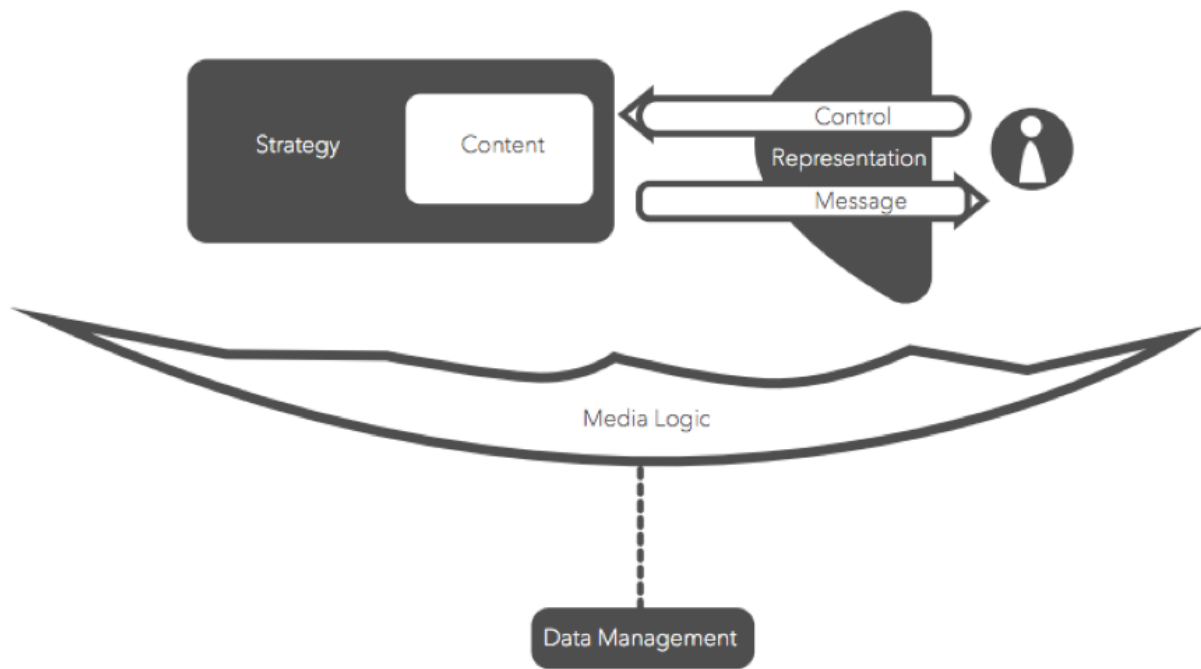 Control
Strategy
Content
Representation
Message
Media Logic
Data Management